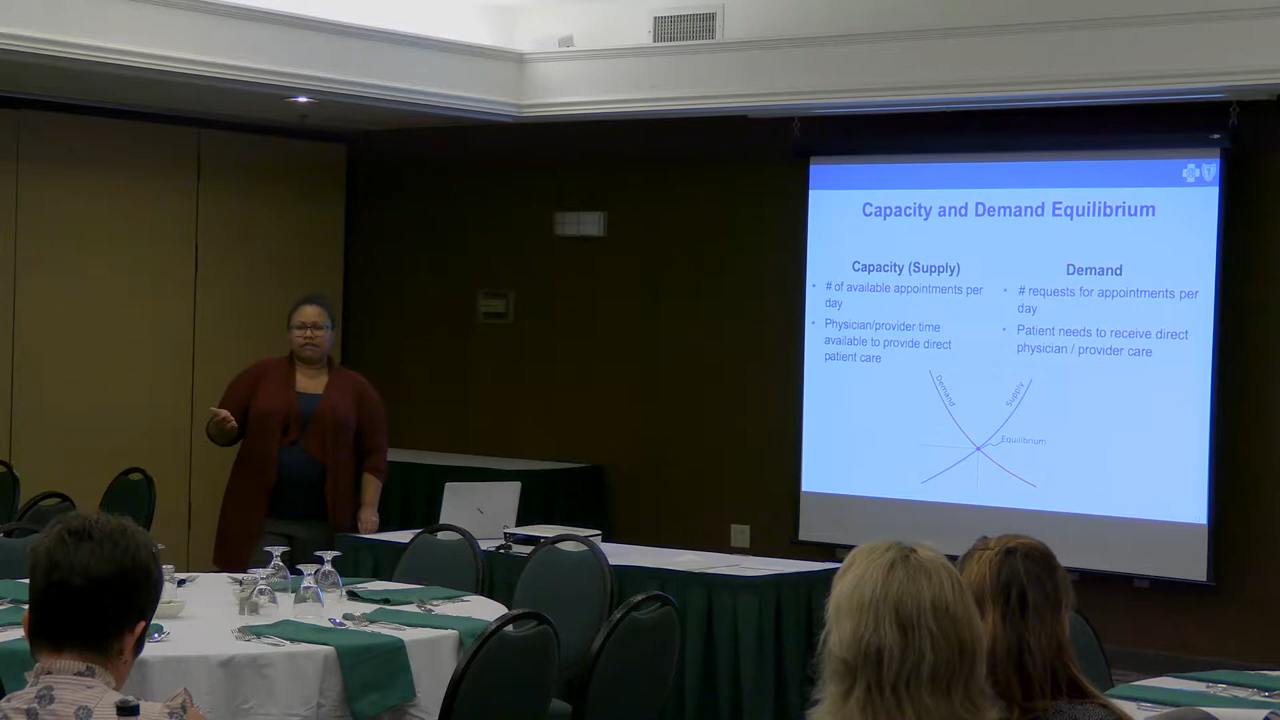 Capacity and Demand Equilibrium
Capacity (Supply)
• # of available appointments per
day
• Physician/provider time
available to provide direct
patient care
Demand
• # requests for appointments per
day
• Patient needs to receive direct
physician / provider care
Demand
Supply
Equilibrium